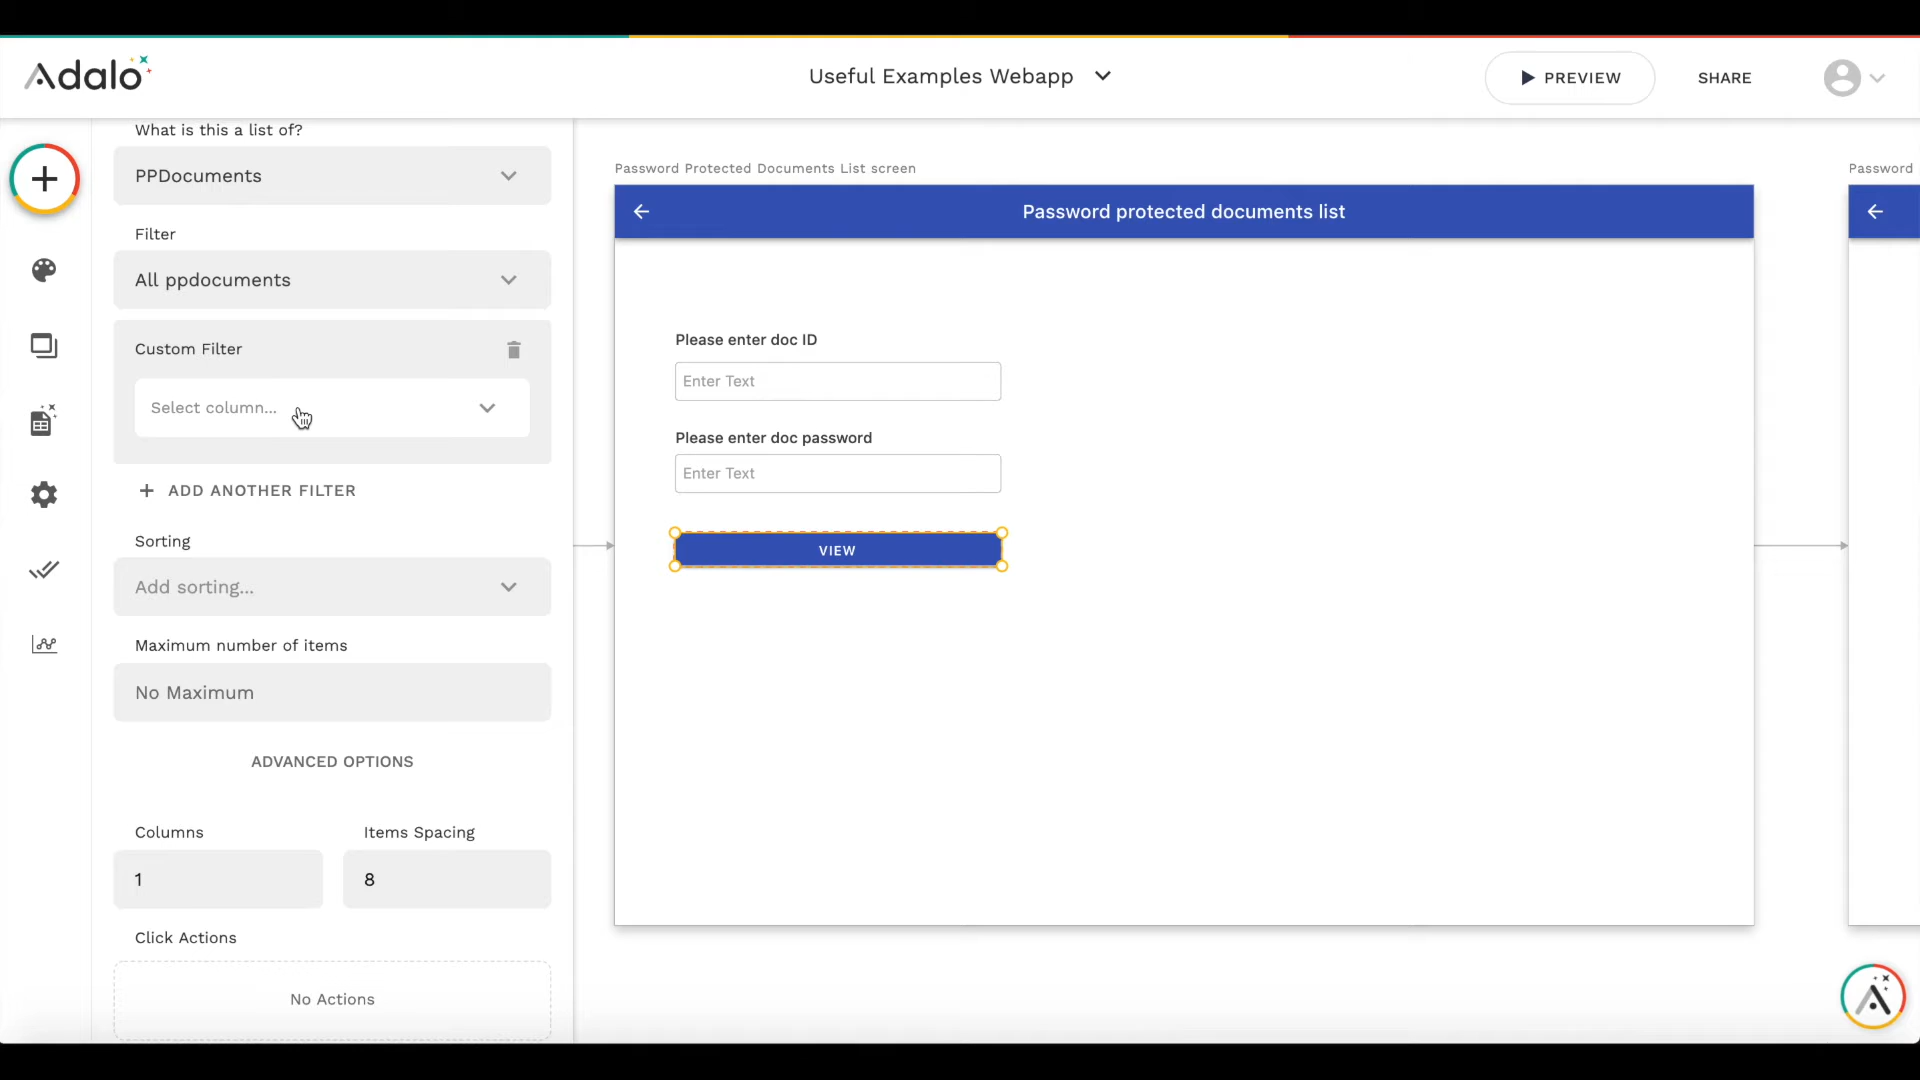 Adalo
Useful Examples Webapp
PREVIEW
SHARE
What is this a list of?
PPDocuments
Filter
All ppdocuments
Custom Filter
Select column...
+ ADD ANOTHER FILTER
Sorting
Add sorting...
Maximum number of items
No Maximum
ADVANCED OPTIONS
Columns
Items Spacing
1
8
Click Actions
No Actions
Password Protected Documents List screen
Password protected documents list
Please enter doc ID
Enter Text
Please enter doc password
Enter Text
VIEW
Password